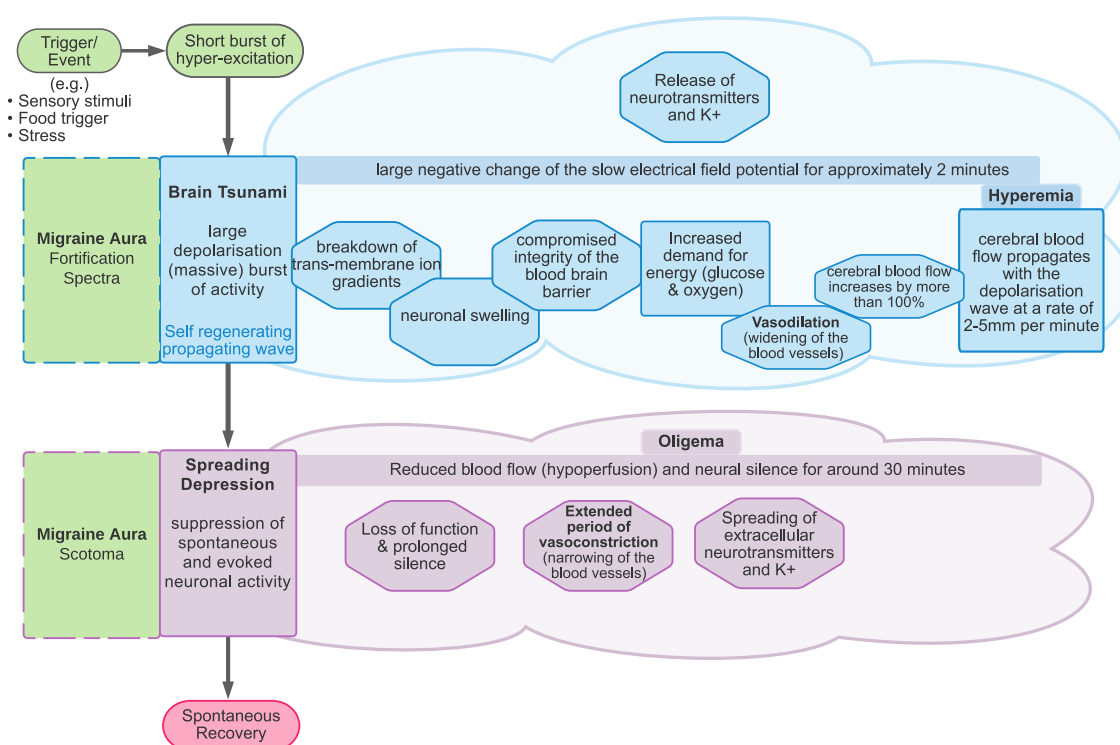 Trigger/
Event
(e.g.)
• Sensory stimuli
• Food trigger
• Stress
Short burst of
hyper-excitation
Release of
neurotransmitters
and K+
large negative change of the slow electrical field potential for approximately 2 minutes
Migraine Aura
Fortification
Spectra
Brain Tsunami
large
depolarisation
(massive) burst
of activity
Self regenerating
propagating wave
breakdown of
trans-membrane ion
gradients
neuronal swelling
compromised
integrity of the
blood brain
barrier
Increased
demand for
energy (glucose
& oxygen)
Vasodilation
(widening of the
blood vessels)
cerebral blood flow
increases by more
than 100%
Hyperemia
cerebral blood
flow propagates
with the
depolarisation
wave at a rate of
2-5mm per minute
Oligema
Reduced blood flow (hypoperfusion) and neural silence for around 30 minutes
Migraine Aura
Scotoma
Spreading
Depression
suppression of
spontaneous
and evoked
neuronal activity
Loss of function
& prolonged
silence
Extended
period of
vasoconstriction
(narrowing of the
blood vessels)
Spreading of
extracellular
neurotransmitters
and K+
Spontaneous
Recovery